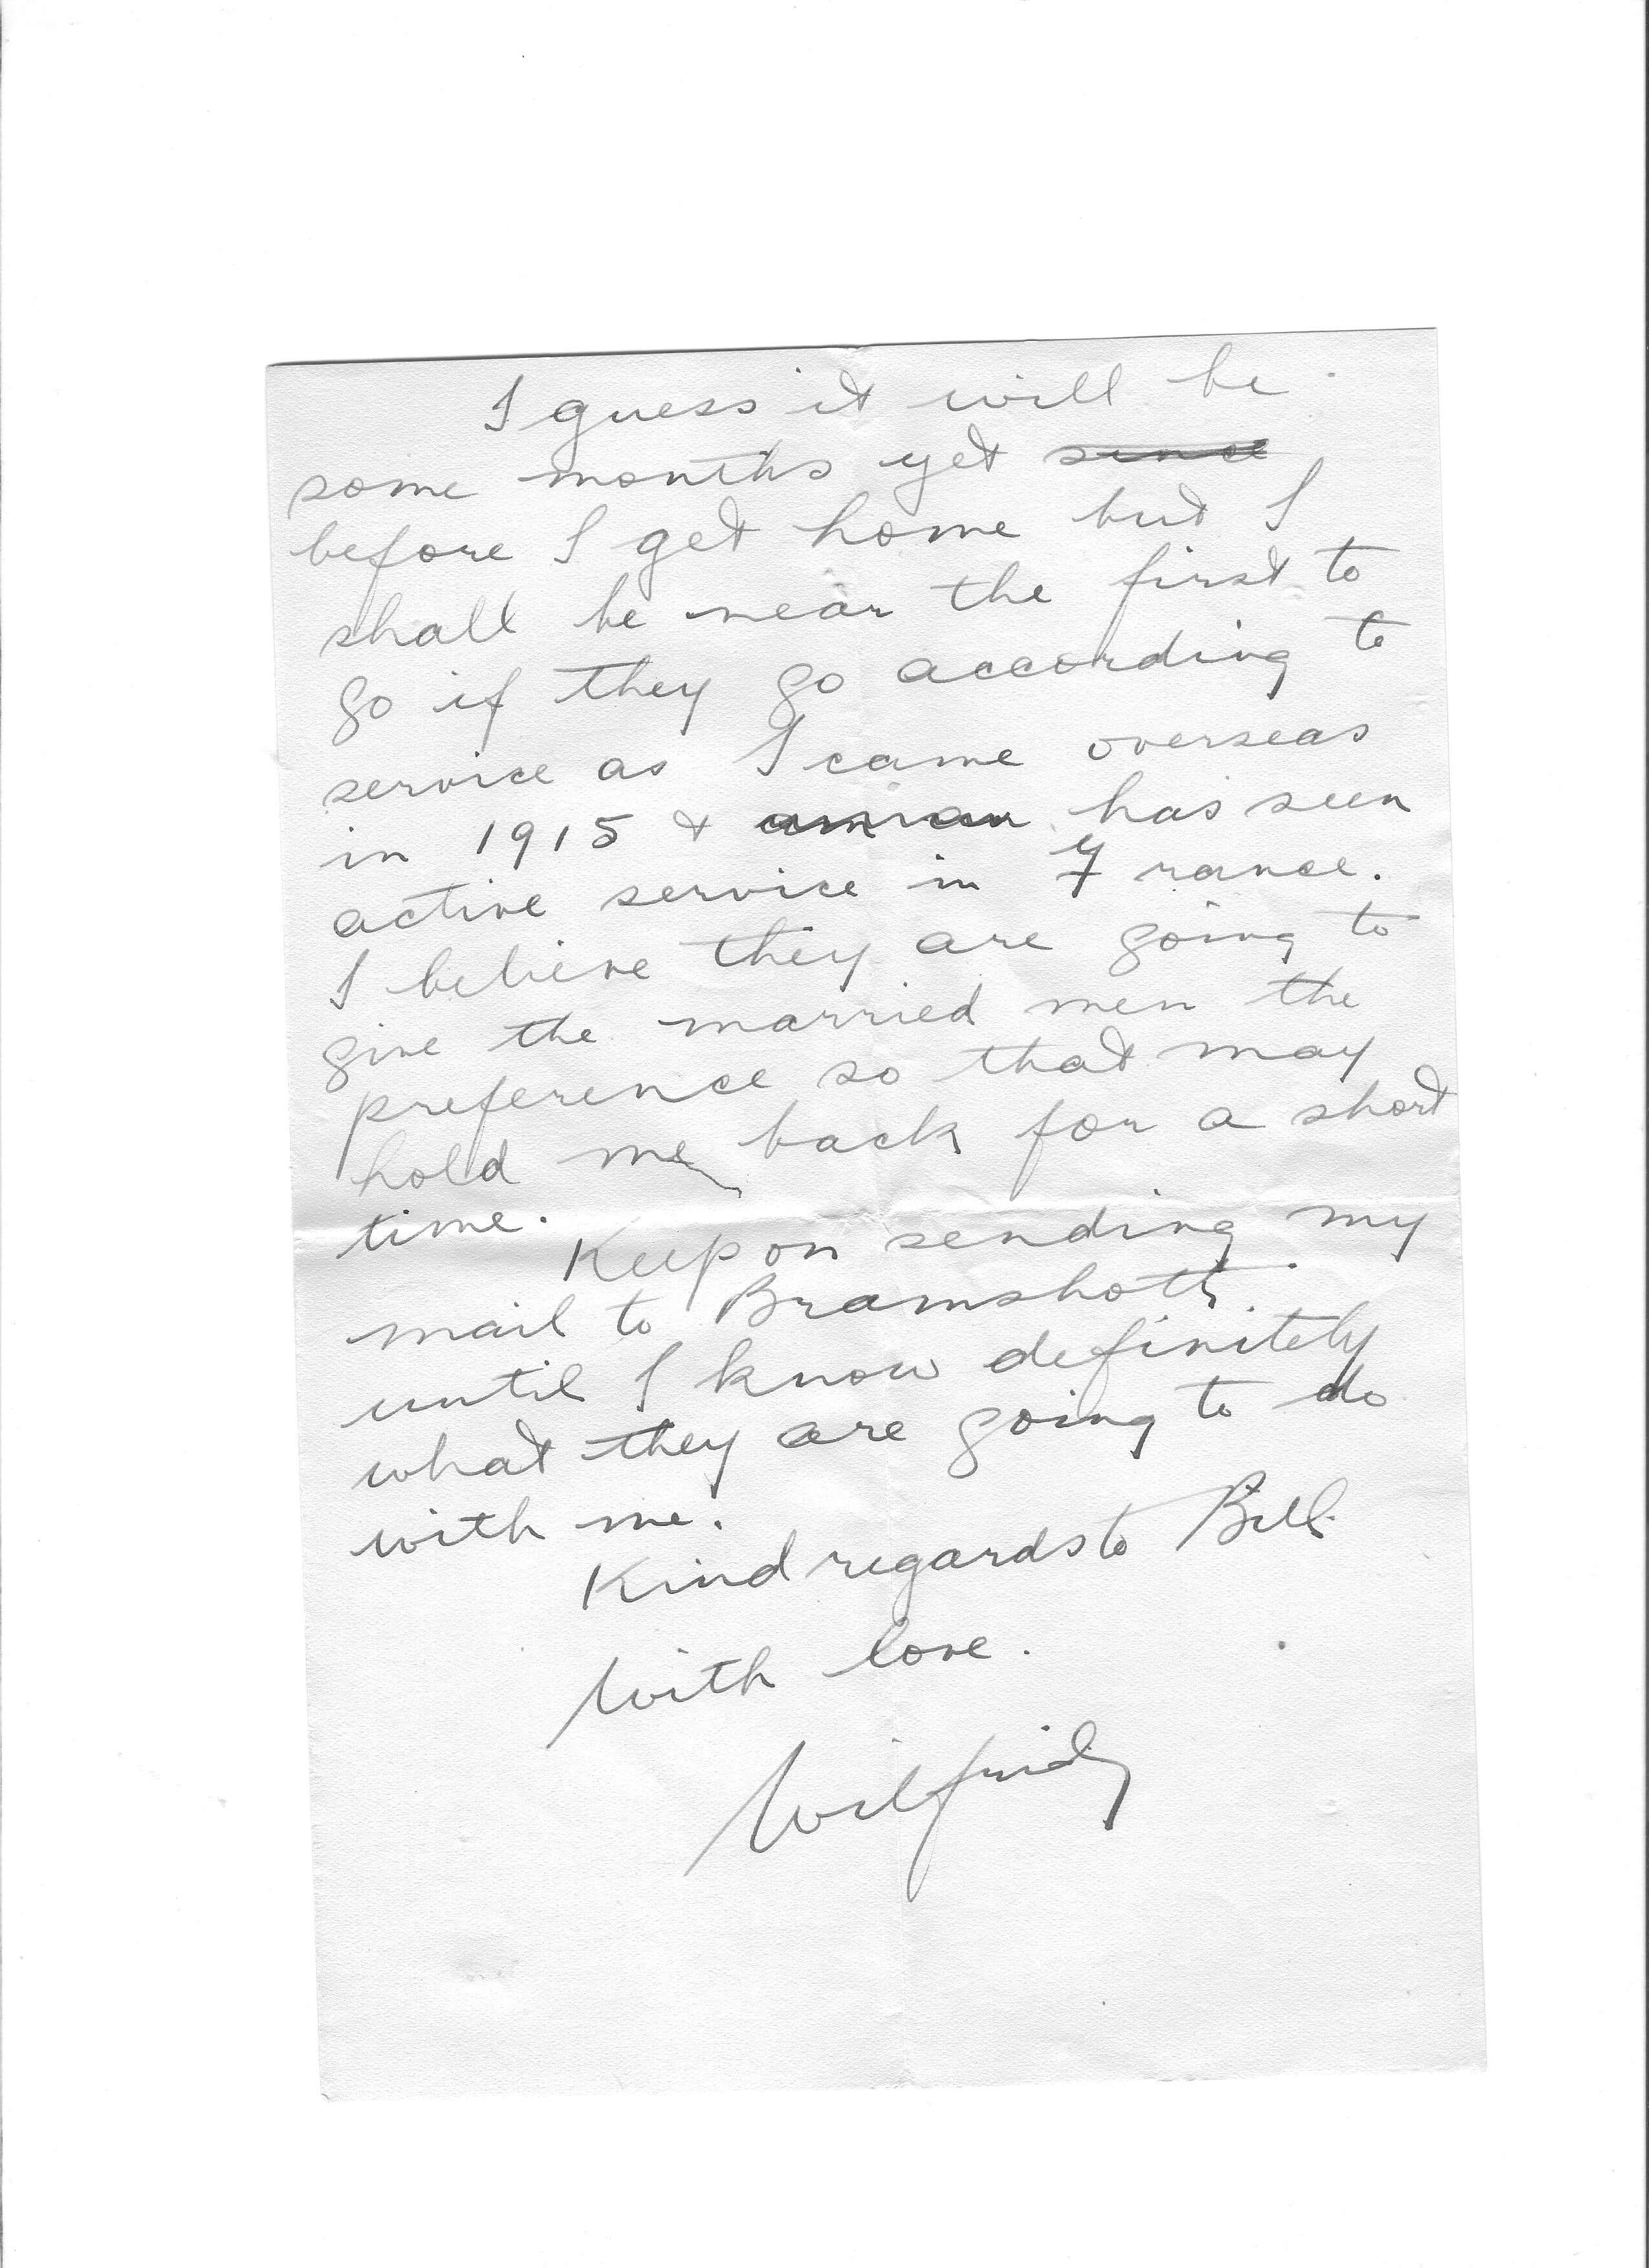 I guess it will be
some months yet since
before I get home but I
shall be near the first to
go if they go according to
service as I came overseas
in 1915 & has seen
active service in France.
I believe they are going to
give the married men the
preference so that may
hold me back for a short
time.
Keep on sending my
mail to Bramshott
until I know definitely
what they are going to do
with me.
Kind regards to Bill.
With love.
Wilfrid